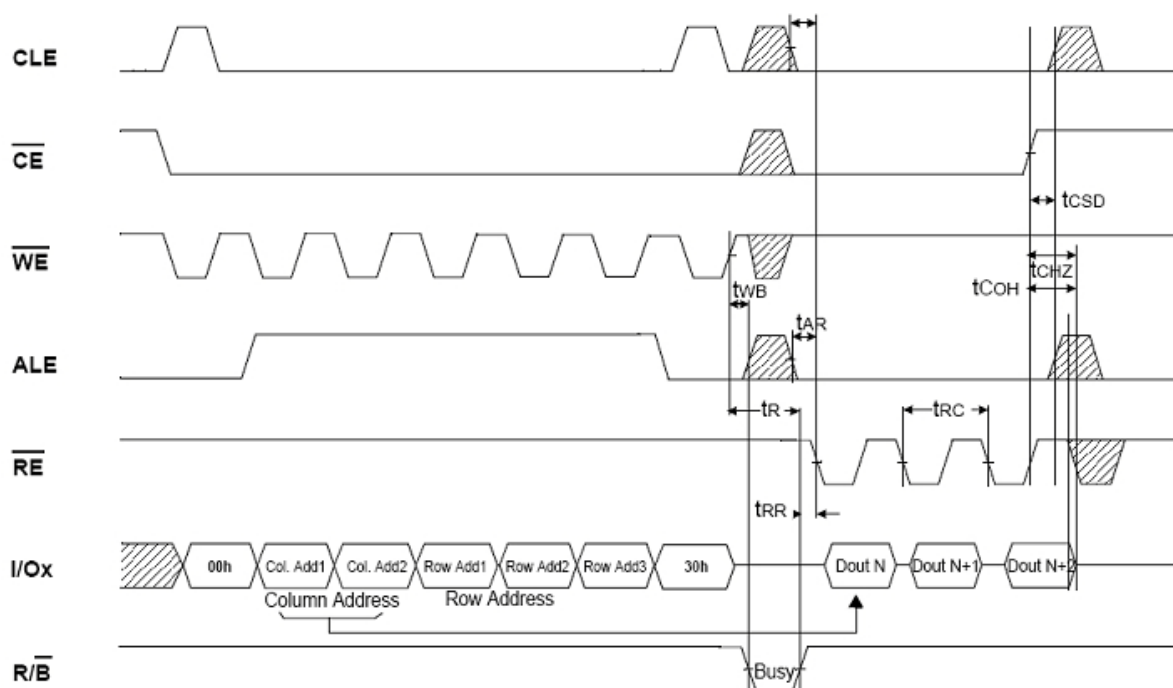 CLE
CE
tCSD
WE
tCHZ
tCOH
tWB
tAR
ALE
tR
tRC
RE
tRR
I/Ox
00h
Col. Add1
Col. Add2
Row Add1
Row Add2
Row Add3
30h
Dout N
Dout N+1
Dout N+2
Column Address
Row Address
R/B
Busy